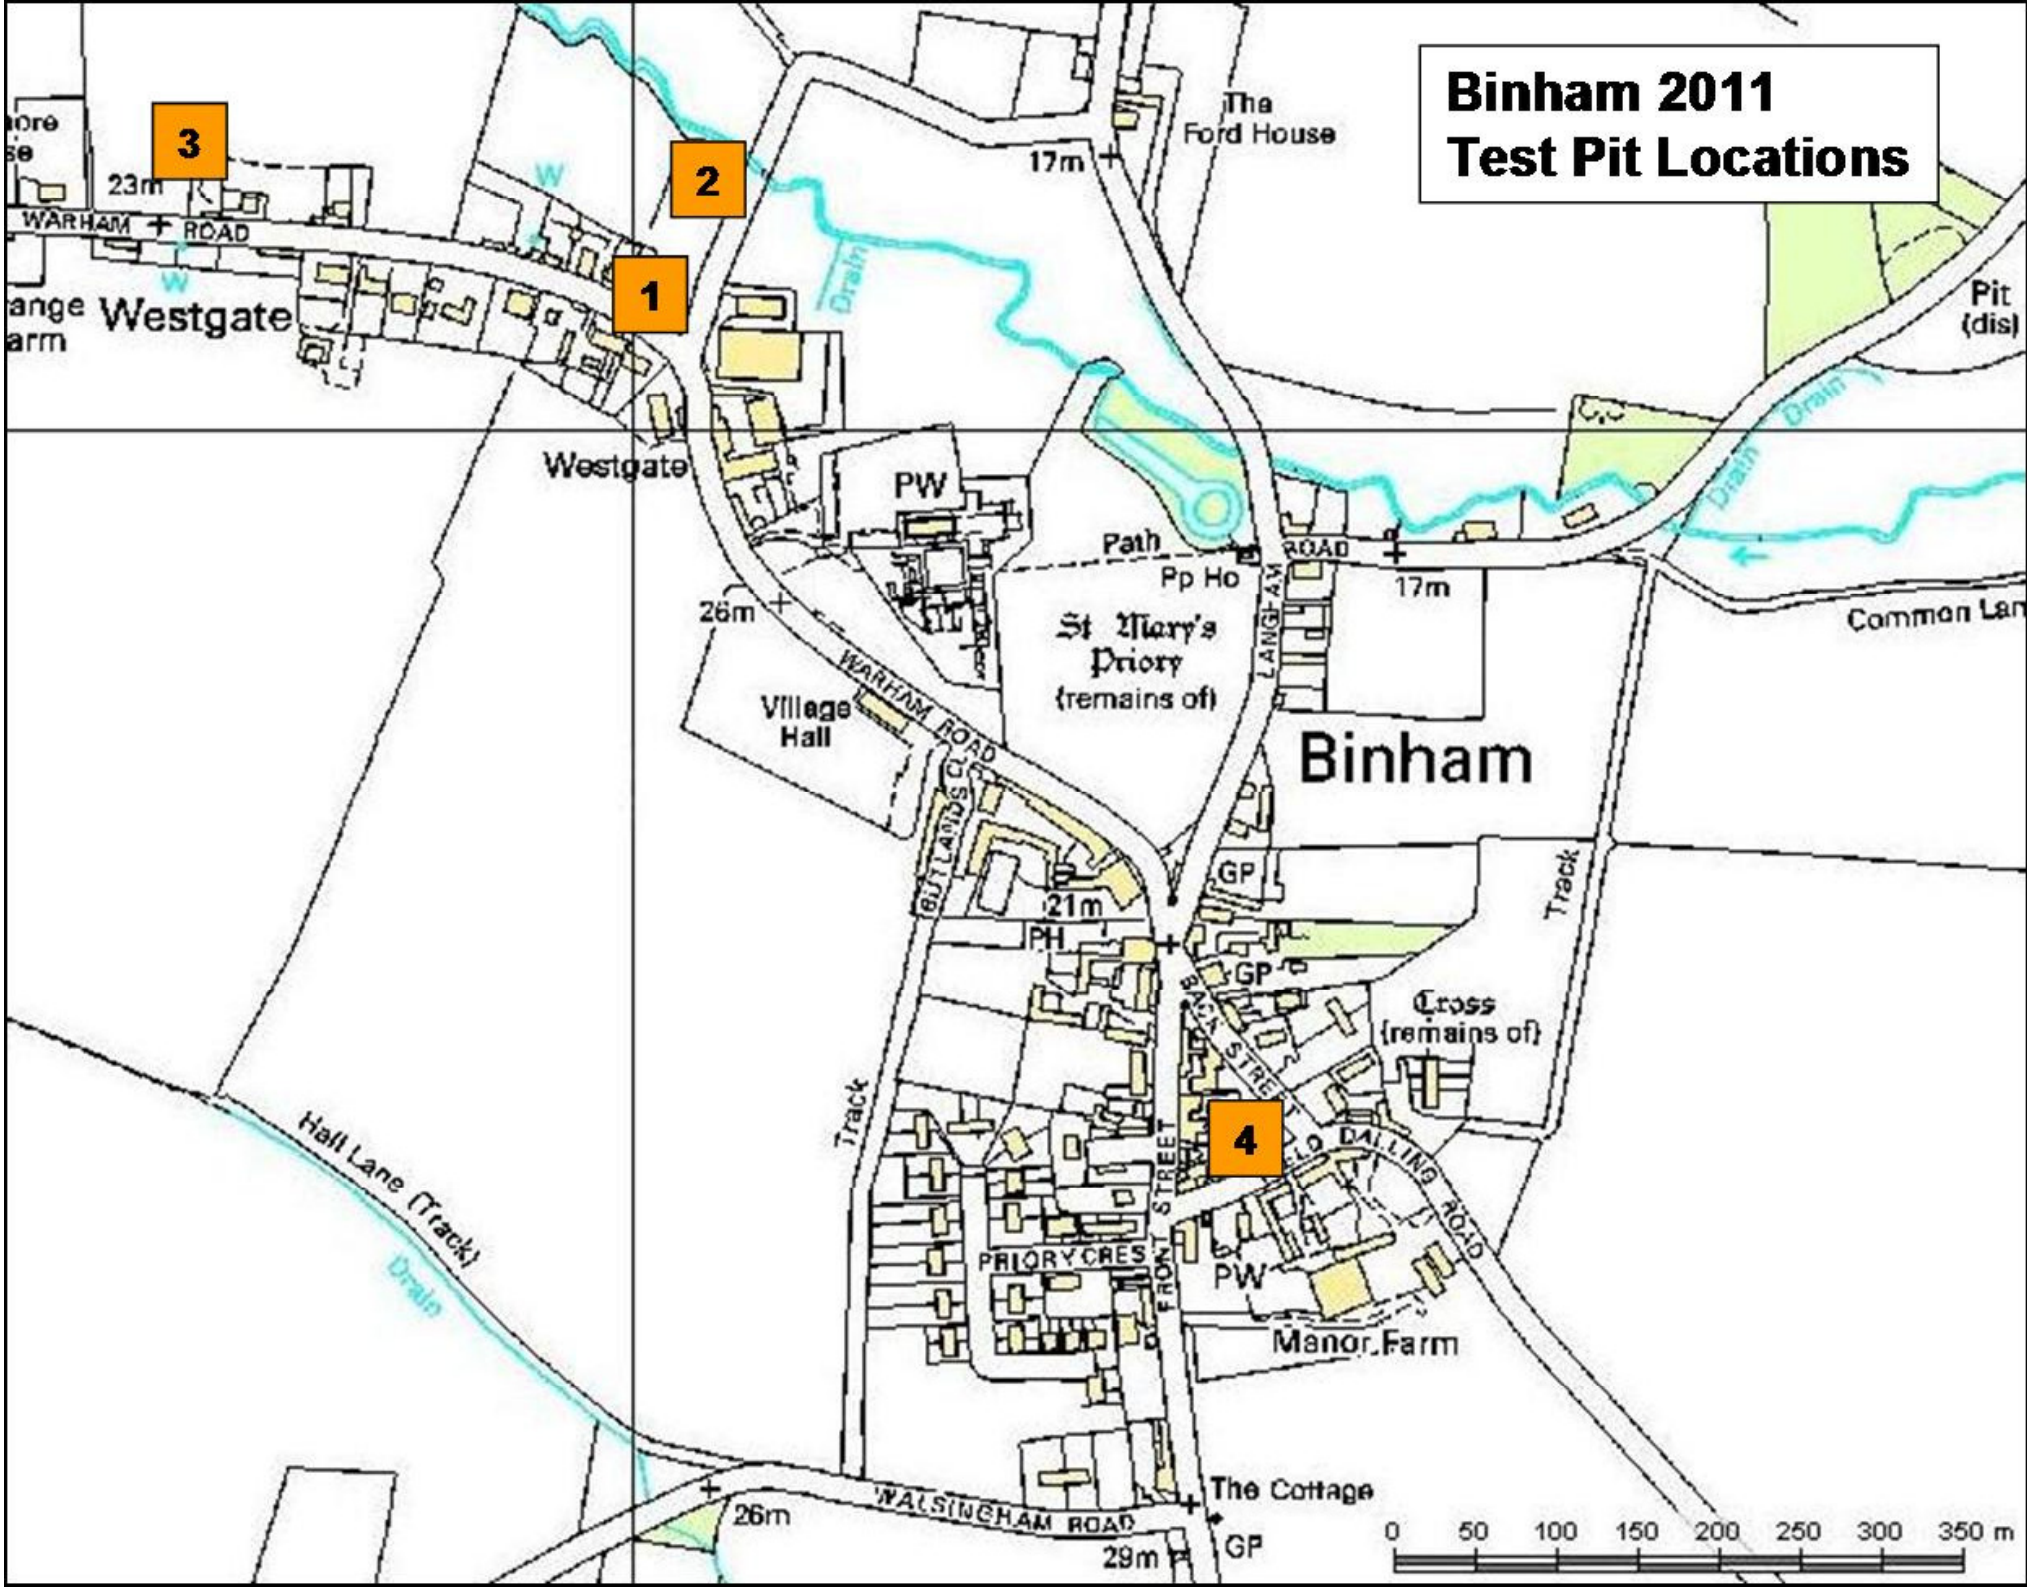 Binham 2011
Test Pit Locations
The
Ford House
3
2
1
17m
23m
W
WARHAM ROAD
W
Westgate
Drain
Pit
(dis)
Drain
Drain
Westgate
PW
Path
Pp Ho
ROAD
17m
LANGHAM
Common
26m
St Mary's
Priory
(remains of)
WARHAM ROAD
Village
Hall
Binham
BUTLANDS CL
GP
21m
PH
GP
Track
BACK STREET
Cross
(remains of)
Track
Hall Lane (Track)
Drain
4
FRONT STREET
DALLING ROAD
PRIORY CRES
PW
Manor Farm
The Cottage
WALSINGHAM ROAD
26m
29m
GP
0 50 100 150 200 250 300 350 m